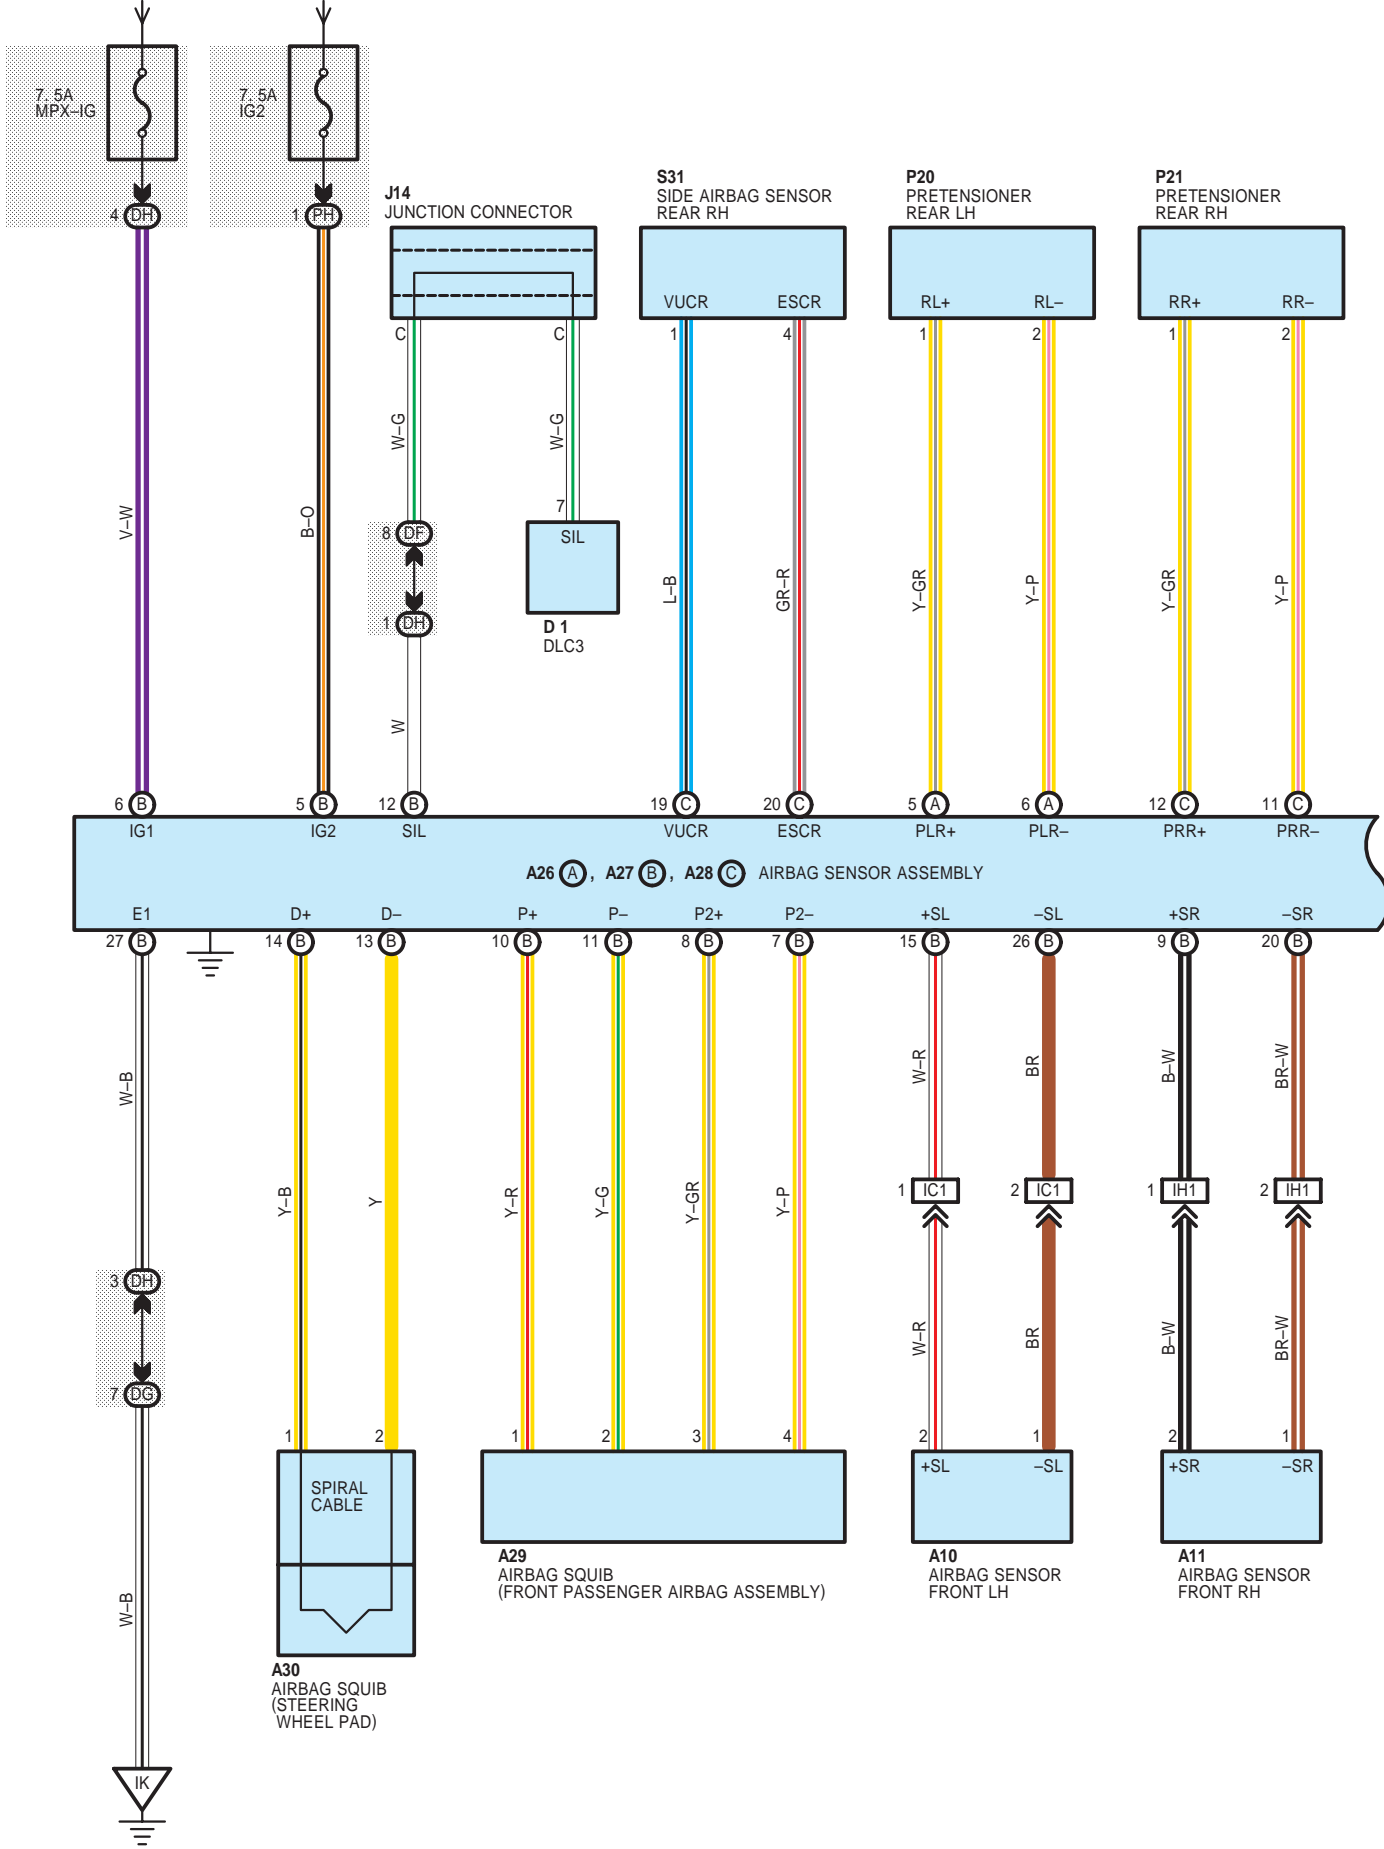 7. 5A
MPX–IG
7. 5A
IG2
4 DH
1 PH
J14
JUNCTION CONNECTOR
S31
SIDE AIRBAG SENSOR
REAR RH
P20
PRETENSIONER
REAR LH
P21
PRETENSIONER
REAR RH
VUCR ESCR
RL+ RL–
RR+ RR–
C C
1 4
1 2
1 2
W–G W–G
V–W
B–O
8 DF
7
SIL
1 DH
D 1
DLC3
W
L–B
GR–R
Y–GR
Y–P
Y–GR
Y–P
6 B
5 B
12 B
19 C
20 C
5 A
6 A
12 C
11 C
IG1 IG2 SIL VUCR ESCR PLR+ PLR– PRR+ PRR–
A26 A , A27 B , A28 C AIRBAG SENSOR ASSEMBLY
E1 D+ D– P+ P– P2+ P2– +SL –SL +SR –SR
27 B
14 B
13 B
10 B
11 B
8 B
7 B
15 B
26 B
9 B
20 B
W–B
W–R
BR
B–W
BR–W
Y–B
Y
Y–R
Y–G
Y–GR
Y–P
1 IC1
2 IC1
1 IH1
2 IH1
3 DH
7 DG
W–R
BR
B–W
BR–W
1 2
1 2 3 4
2 1
2 1
SPIRAL
CABLE
+SL –SL
+SR –SR
A29
AIRBAG SQUIB
(FRONT PASSENGER AIRBAG ASSEMBLY)
A10
AIRBAG SENSOR
FRONT LH
A11
AIRBAG SENSOR
FRONT RH
W–B
A30
AIRBAG SQUIB
(STEERING
WHEEL PAD)
IK